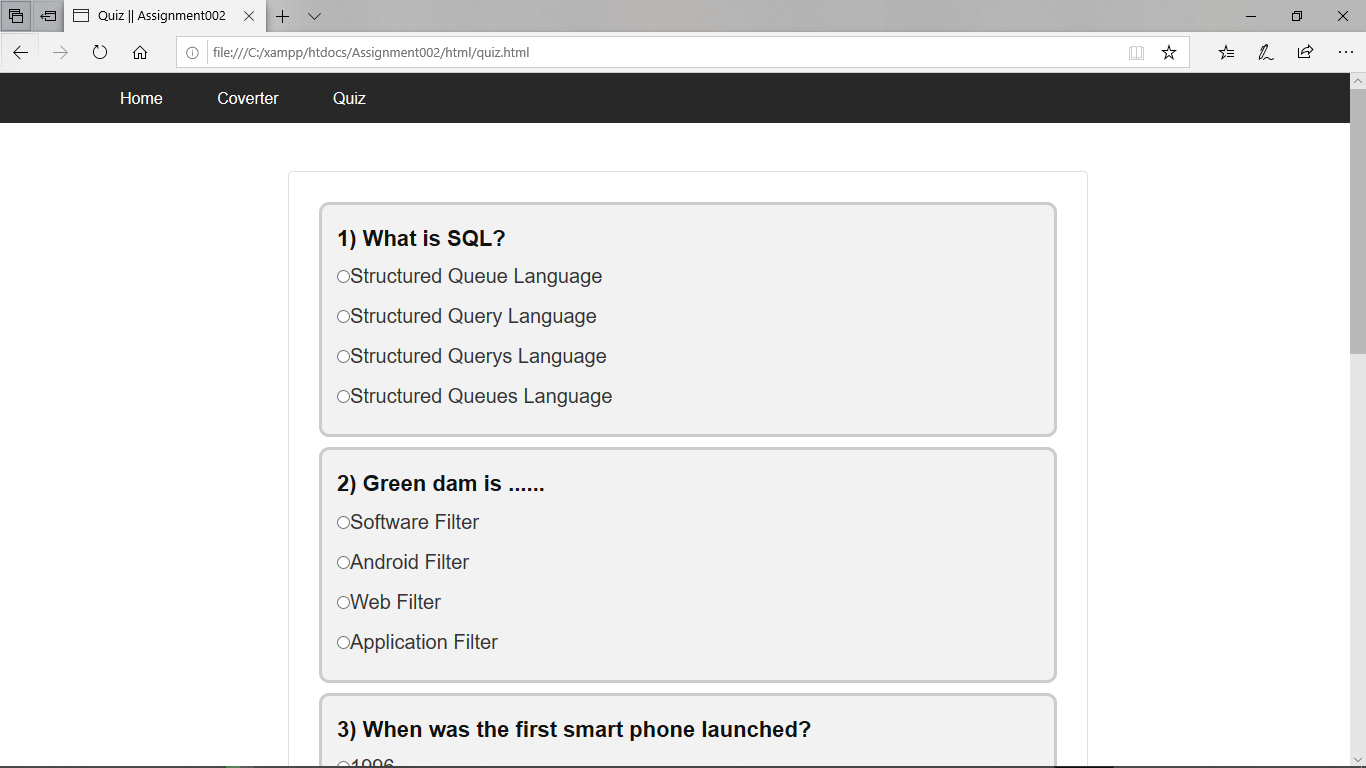 Quiz || Assignment002
file:///C:/xampp/htdocs/Assignment002/html/quiz.html
Home Coverter Quiz
1) What is SQL?
Structured Queue Language
Structured Query Language
Structured Querys Language
Structured Queues Language
2) Green dam is ......
Software Filter
Android Filter
Web Filter
Application Filter
3) When was the first smart phone launched?
1996